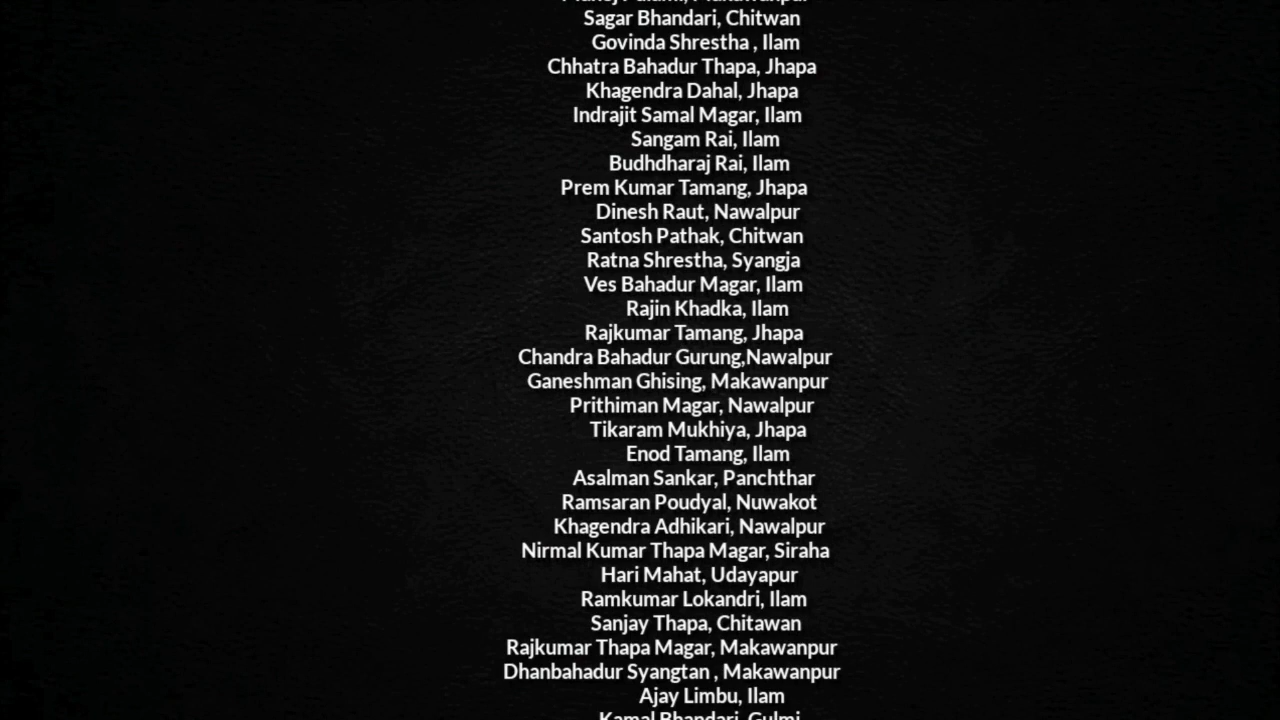 Sagar Bhandari, Chitwan
Govinda Shrestha , Ilam
Chhatra Bahadur Thapa, Jhapa
Khagendra Dahal, Jhapa
Indrajit Samal Magar, Ilam
Sangam Rai, Ilam
Budhdharaj Rai, Ilam
Prem Kumar Tamang, Jhapa
Dinesh Raut, Nawalpur
Santosh Pathak, Chitwan
Ratna Shrestha, Syangja
Ves Bahadur Magar, Ilam
Rajin Khadka, Ilam
Rajkumar Tamang, Jhapa
Chandra Bahadur Gurung,Nawalpur
Ganeshman Ghising, Makawanpur
Prithiman Magar, Nawalpur
Tikaram Mukhiya, Jhapa
Enod Tamang, Ilam
Asalman Sankar, Panchthar
Ramsaran Poudyal, Nuwakot
Khagendra Adhikari, Nawalpur
Nirmal Kumar Thapa Magar, Siraha
Hari Mahat, Udayapur
Ramkumar Lokandri, Ilam
Sanjay Thapa, Chitawan
Rajkumar Thapa Magar, Makawanpur
Dhanbahadur Syangtan , Makawanpur
Ajay Limbu, Ilam
Kamal Bhandari, Gulmi